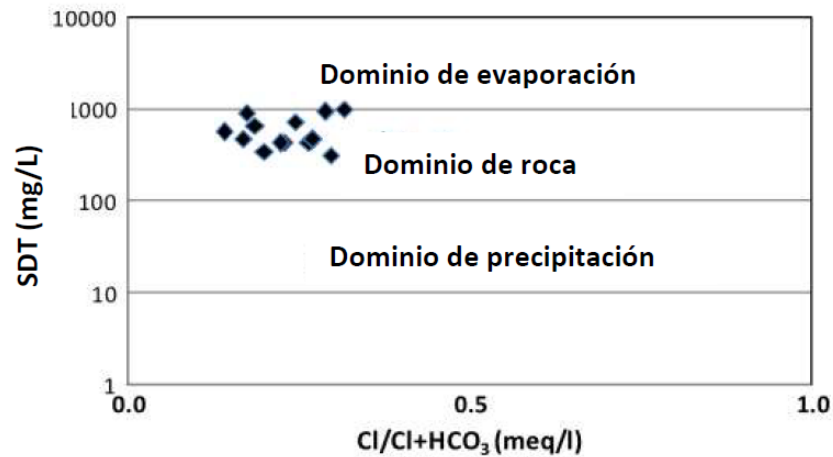 10000
Dominio de evaporación
1000
Dominio de roca
100
Dominio de precipitación
10
1
0.0
0.5
1.0
SDT (mg/L)
Cl/Cl+HCO₃ (meq/l)